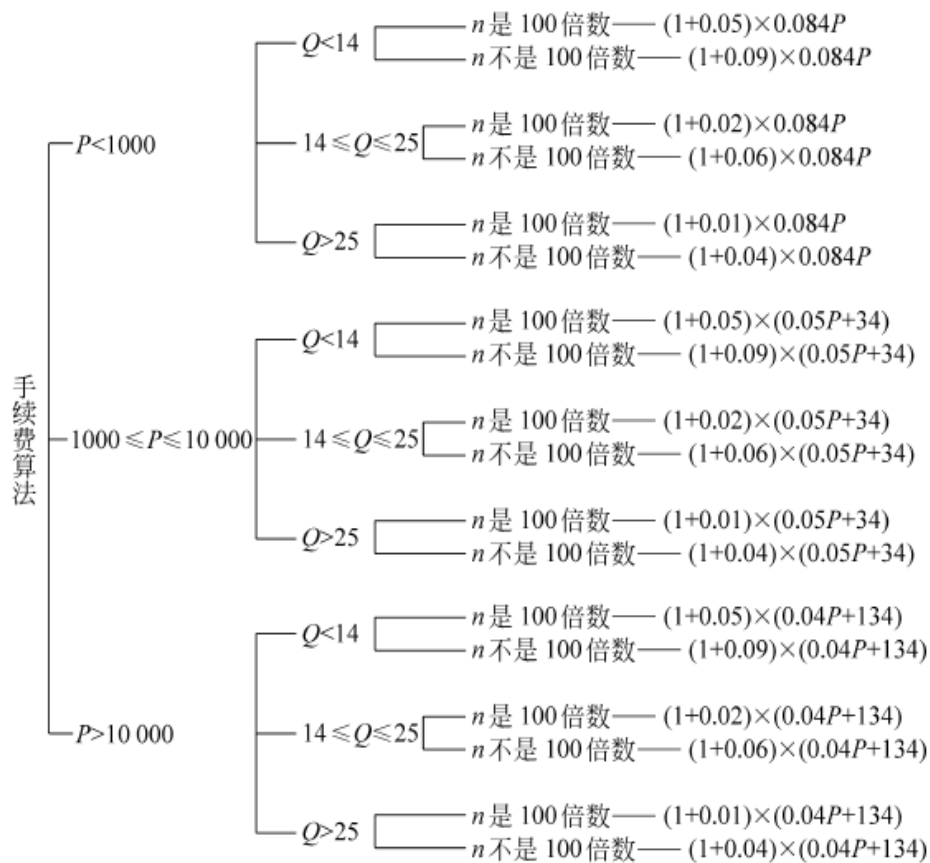 手续费算法
P<1000
Q<14
n是100倍数 (1+0.05)×0.084P
n不是100倍数 (1+0.09)×0.084P
14≤Q≤25
n是100倍数 (1+0.02)×0.084P
n不是100倍数 (1+0.06)×0.084P
Q>25
n是100倍数 (1+0.01)×0.084P
n不是100倍数 (1+0.04)×0.084P
1000≤P≤10 000
Q<14
n是100倍数 (1+0.05)×(0.05P+34)
n不是100倍数 (1+0.09)×(0.05P+34)
14≤Q≤25
n是100倍数 (1+0.02)×(0.05P+34)
n不是100倍数 (1+0.06)×(0.05P+34)
Q>25
n是100倍数 (1+0.01)×(0.05P+34)
n不是100倍数 (1+0.04)×(0.05P+34)
P>10 000
Q<14
n是100倍数 (1+0.05)×(0.04P+134)
n不是100倍数 (1+0.09)×(0.04P+134)
14≤Q≤25
n是100倍数 (1+0.02)×(0.04P+134)
n不是100倍数 (1+0.06)×(0.04P+134)
Q>25
n是100倍数 (1+0.01)×(0.04P+134)
n不是100倍数 (1+0.04)×(0.04P+134)